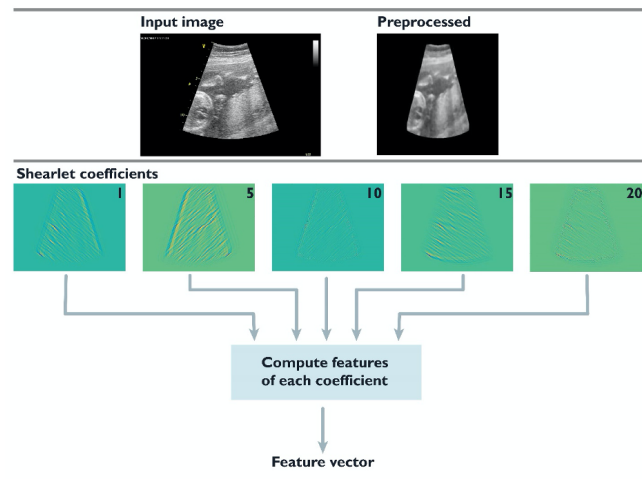 Input image
Preprocessed
Shearlet coefficients
1
5
10
15
20
Compute features
of each coefficient
Feature vector